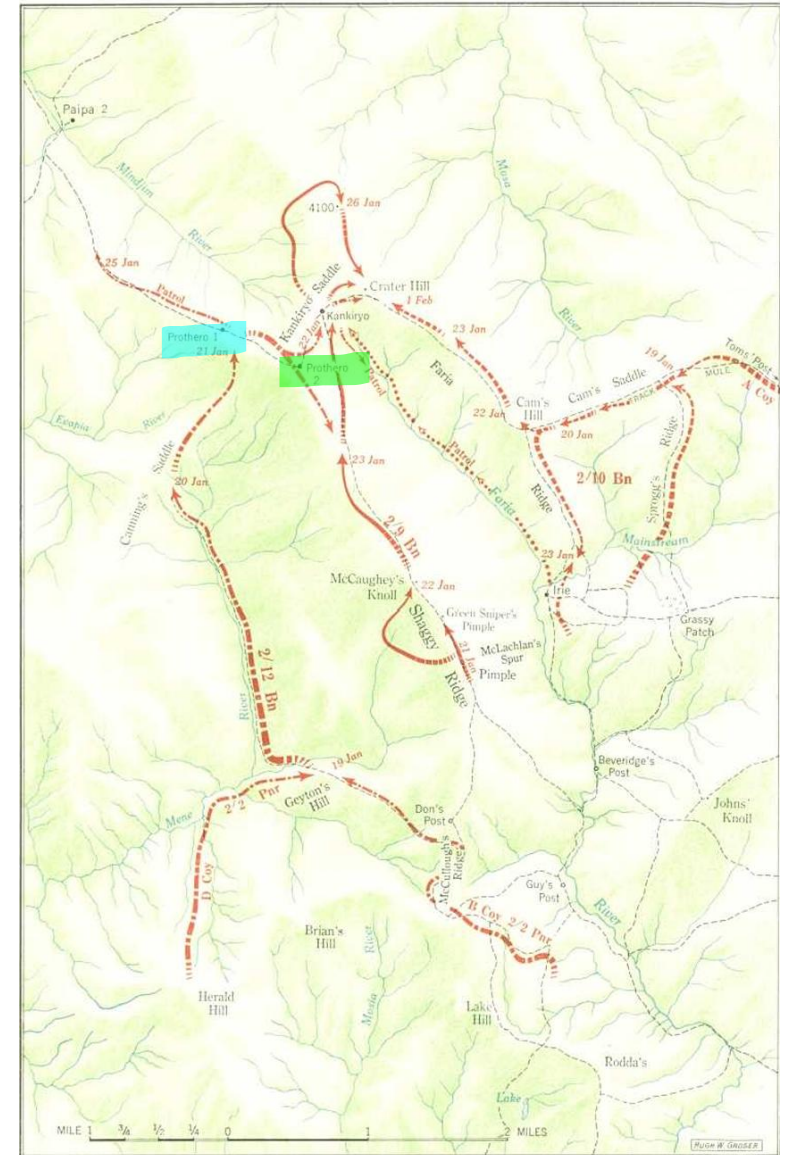 Paipa 2
Mindjim
River
Mosa
River
4100
26 Jan
25 Jan
Patrol
Kankiryo Saddle
Crater Hill
1 Feb
Kankiryo
22 Jan
Prothero 1
21 Jan
Prothero
2
Patrol
23 Jan
Faria
Ridge
19 Jan
Toms' Post
MULE
TRACK
A Coy
Cam's Saddle
Cam's
Hill
22 Jan
20 Jan
Evapia
River
Canning's
Saddle
20 Jan
23 Jan
Patrol
Faria
2/10 Bn
Sprogg's
Ridge
2/9 Bn
23 Jan
Mainstream
Irie
McCaughey's
Knoll
22 Jan
Green Sniper's
Pimple
Shaggy
Ridge
21 Jan
McLachlan's
Spur
Pimple
Grassy
Patch
2/12 Bn
River
19 Jan
Beveridge's
Post
Geyton's
Hill
2/2 Pnr
Mene
Don's
Post
Johns'
Knoll
McCullough's
Ridge
D Coy
Guy's
Post
River
B Coy 2/2 Pnr
Brian's
Hill
River
Mosia
Herald
Hill
Lake
Hill
Rodda's
Lake
MILE 1 3/4 1/2 1/4 0 1 2 MILES
HUGH W. GROSER